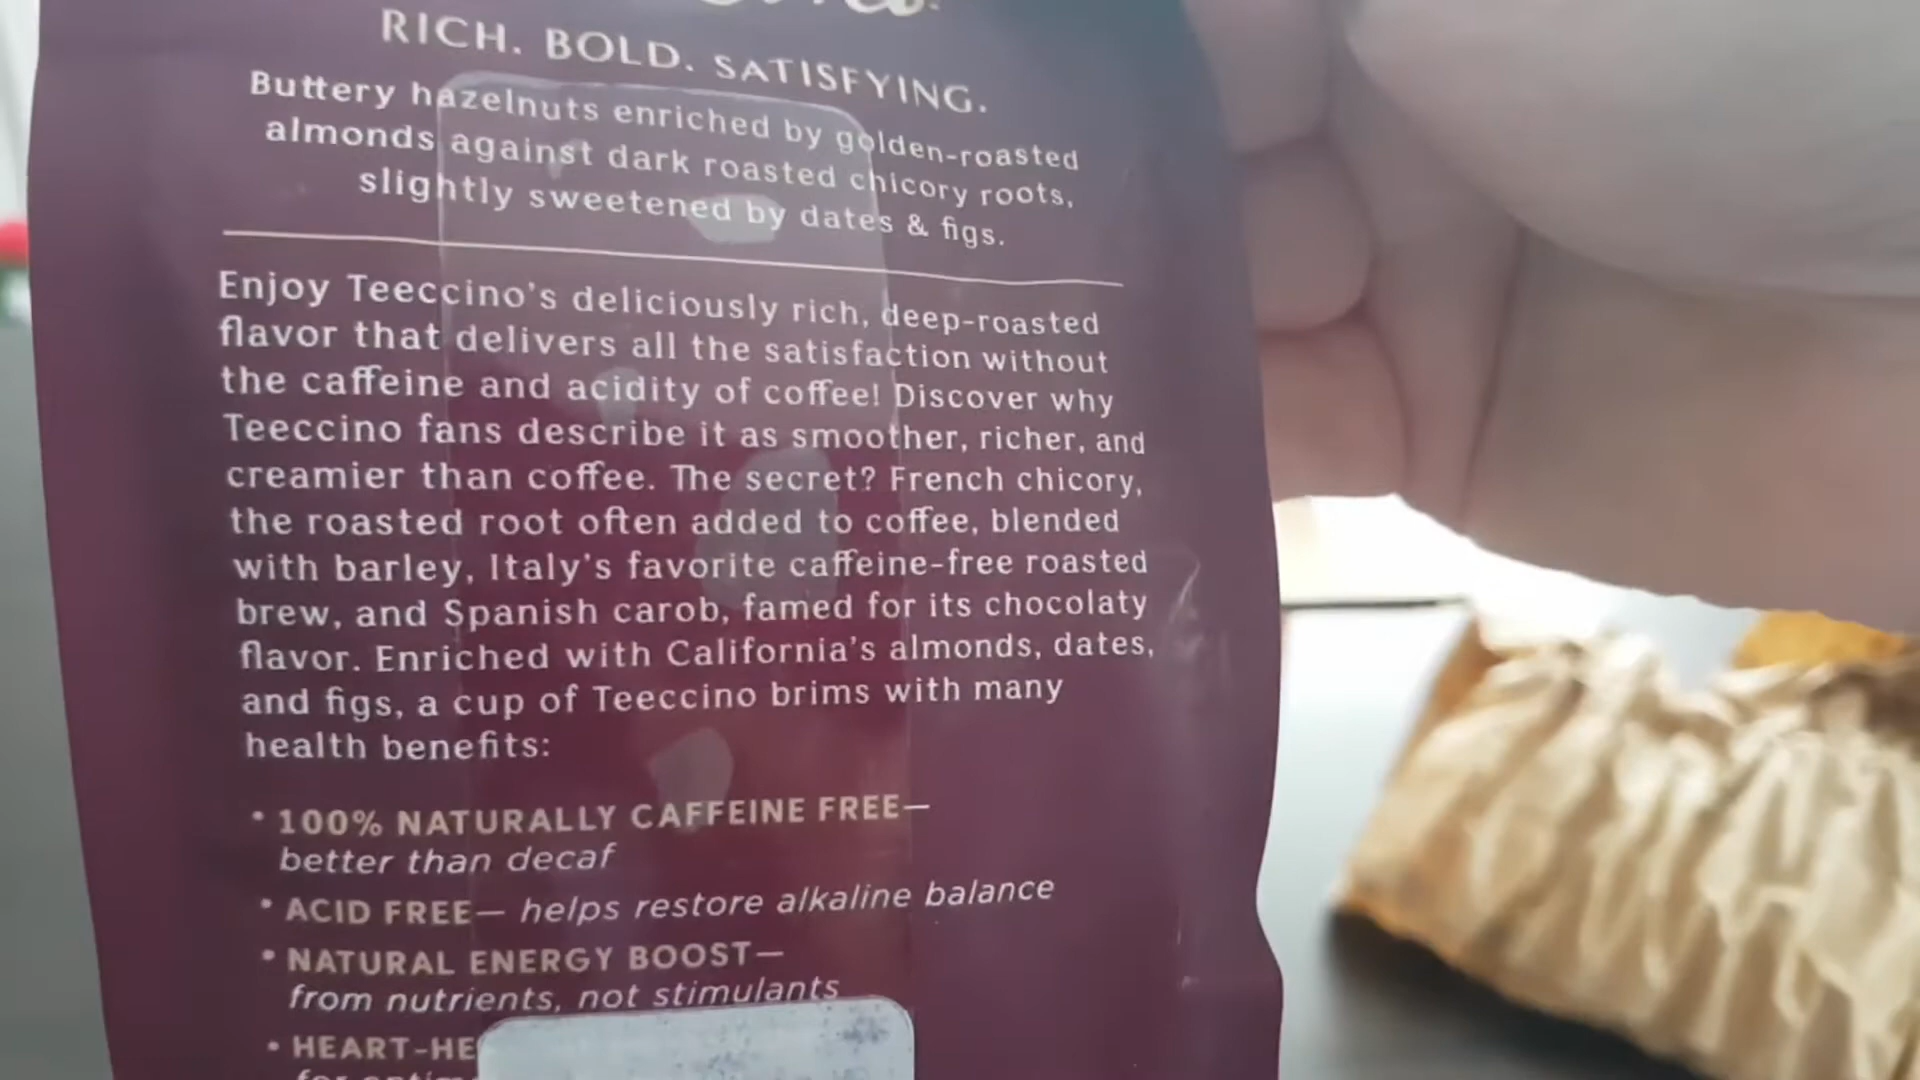 RICH. BOLD. SATISFYING.
Buttery hazelnuts enriched by golden-roasted
almonds against dark roasted chicory roots,
slightly sweetened by dates & figs.
Enjoy Teeccino's deliciously rich, deep-roasted
flavor that delivers all the satisfaction without
the caffeine and acidity of coffee! Discover why
Teeccino fans describe it as smoother, richer, and
creamier than coffee. The secret? French chicory,
the roasted root often added to coffee, blended
with barley, Italy's favorite caffeine-free roasted
brew, and Spanish carob, famed for its chocolaty
flavor. Enriched with California's almonds, dates,
and figs, a cup of Teeccino brims with many
health benefits:
• 100% NATURALLY CAFFEINE FREE—
better than decaf
• ACID FREE— helps restore alkaline balance
• NATURAL ENERGY BOOST—
from nutrients, not stimulants
• HEART-HE